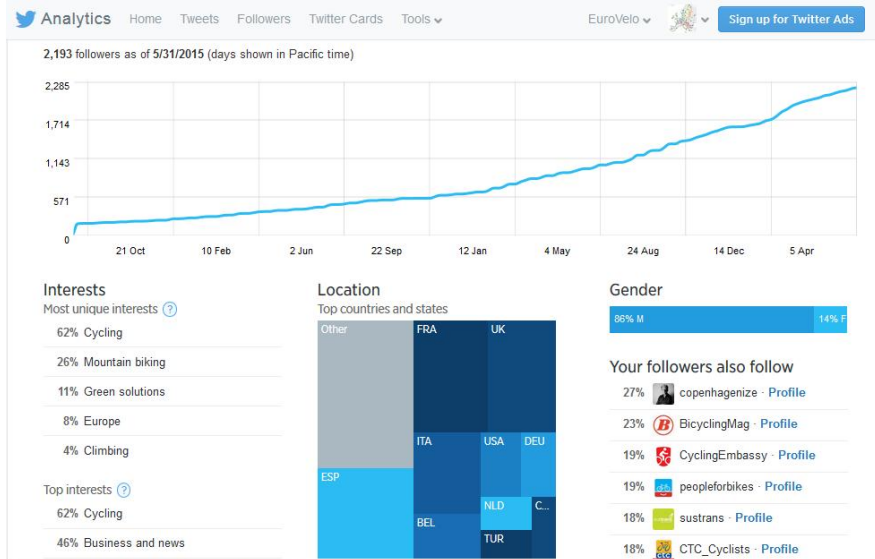 Analytics Home Tweets Followers Twitter Cards Tools EuroVelo Sign up for Twitter Ads
2,193 followers as of 5/31/2015 (days shown in Pacific time)
2,285
1,714
1,143
571
0
21 Oct 10 Feb 2 Jun 22 Sep 12 Jan 4 May 24 Aug 14 Dec 5 Apr
Interests
Most unique interests ?
62% Cycling
26% Mountain biking
11% Green solutions
8% Europe
4% Climbing
Top interests ?
62% Cycling
46% Business and news
Location
Top countries and states
Other
FRA
UK
ESP
ITA
USA
DEU
BEL
NLD
C...
TUR
Gender
86% M 14% F
Your followers also follow
27% copenhagenize · Profile
23% B BicyclingMag · Profile
19% CyclingEmbassy · Profile
19% peopleforbikes · Profile
18% sustrans · Profile
18% CTC CTC_Cyclists · Profile